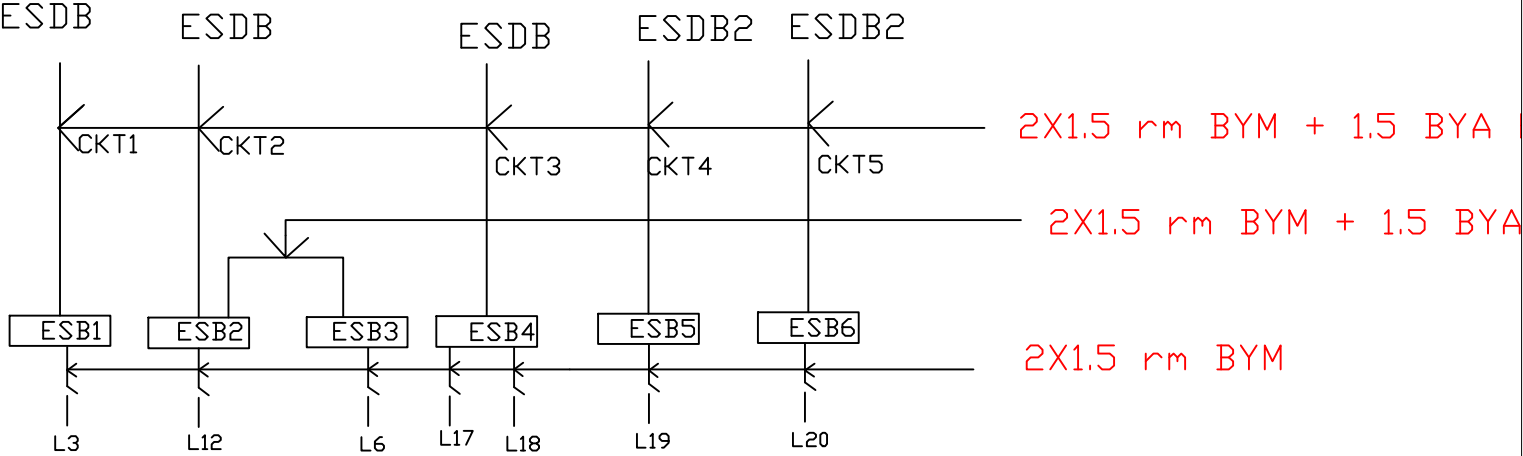 ESDB
ESDB
ESDB
ESDB2
ESDB2
2X1.5 rm BYM + 1.5 BYA
CKT1
CKT2
CKT3
CKT4
CKT5
2X1.5 rm BYM + 1.5 BYA
ESB1
ESB2
ESB3
ESB4
ESB5
ESB6
2X1.5 rm BYM
L3
L12
L6
L17
L18
L19
L20